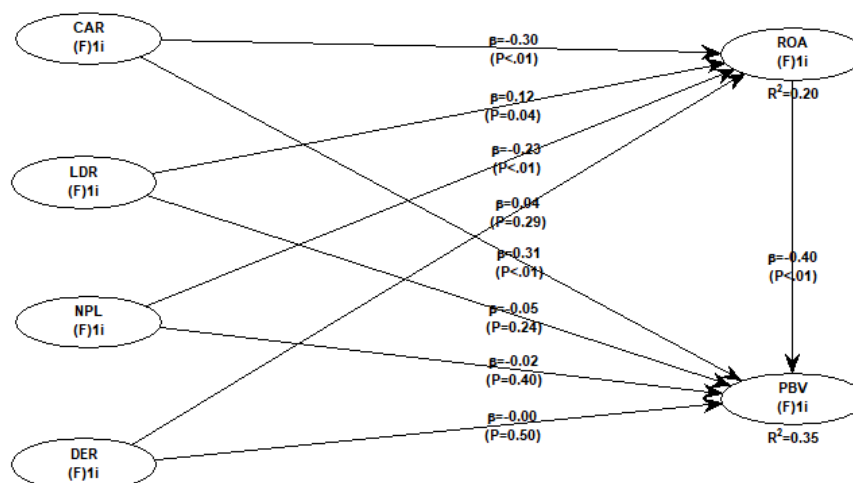 CAR
(F)1i
β=-0.30
(P<.01)
ROA
(F)1i
R²=0.20
β=0.12
(P=0.04)
LDR
(F)1i
β=-0.23
(P<.01)
β=0.04
(P=0.29)
β=0.31
(P<.01)
β=-0.40
(P<.01)
NPL
(F)1i
β=-0.05
(P=0.24)
β=-0.02
(P=0.40)
PBV
(F)1i
R²=0.35
β=-0.00
(P=0.50)
DER
(F)1i